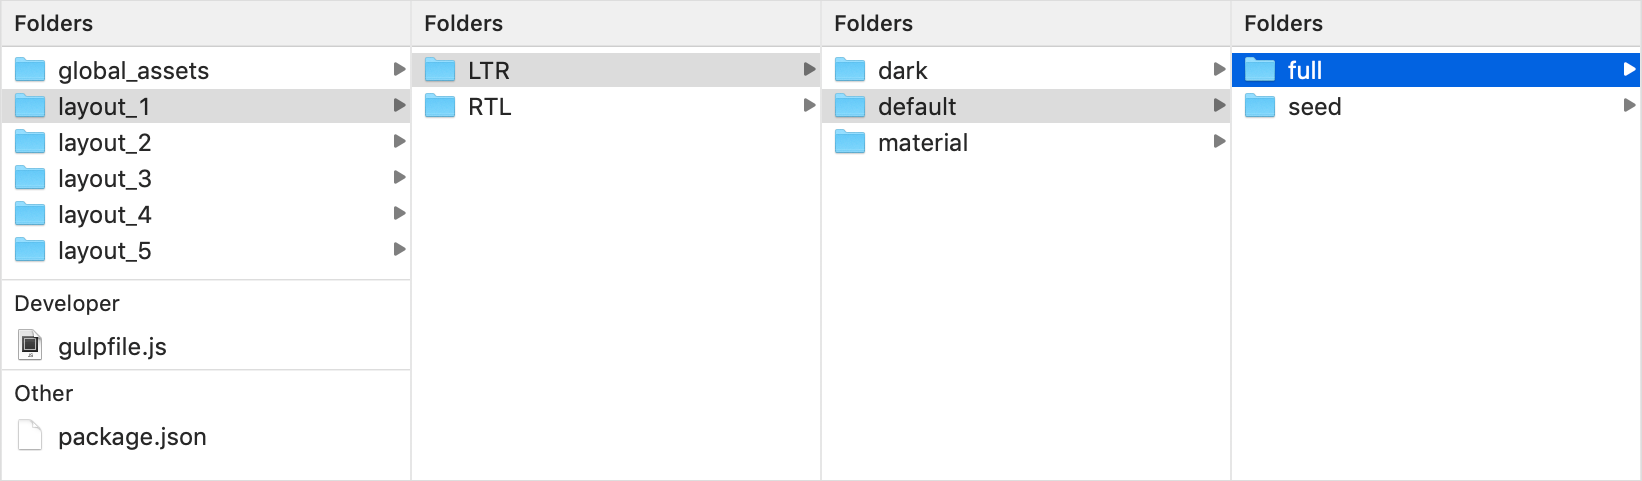 Folders
global_assets
layout_1
layout_2
layout_3
layout_4
layout_5
Developer
JS
gulpfile.js
Other
package.json
Folders
LTR
RTL
Folders
dark
default
material
Folders
full
seed